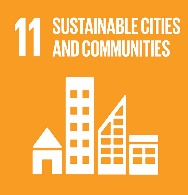 11 SUSTAINABLE CITIES
AND COMMUNITIES